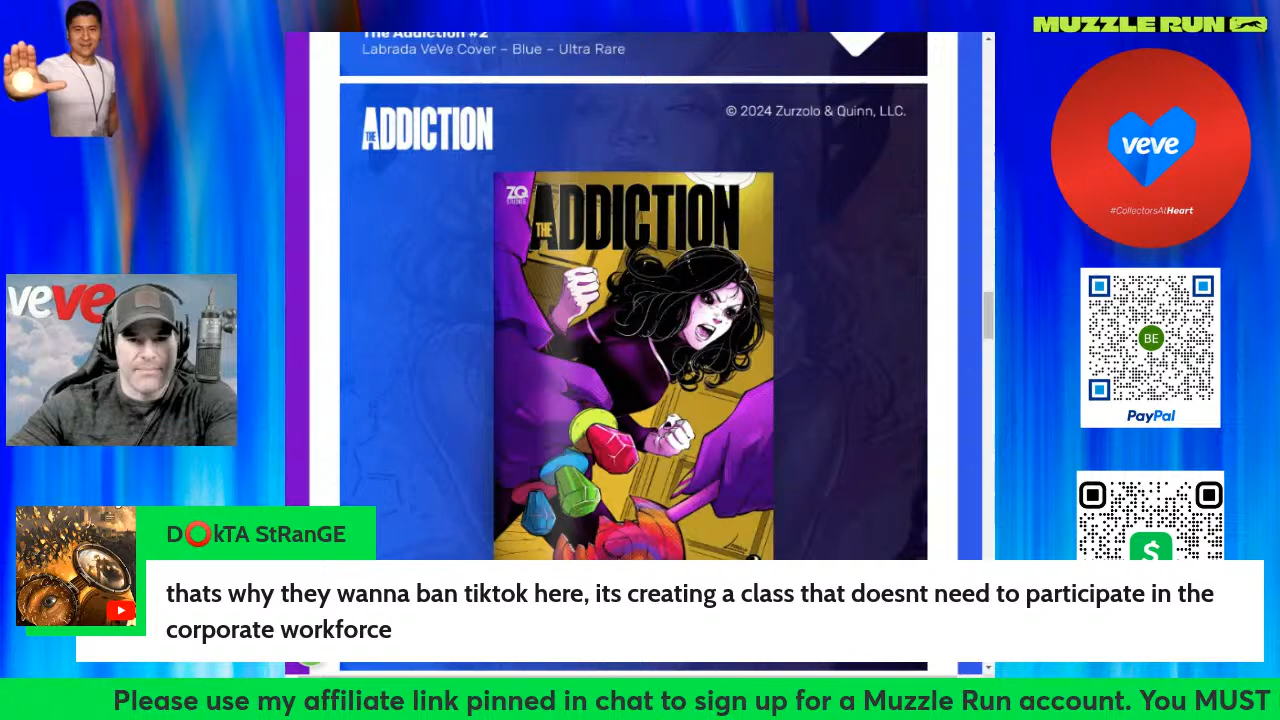 MUZZLE RUN
The Addiction #2
Labrada VeVe Cover – Blue – Ultra Rare
THE ADDICTION
© 2024 Zurzolo & Quinn, LLC.
ZQ
THE ADDICTION
veve
#CollectorsAtHeart
veve
BE
PayPal
$
D⭕kTA StRanGE
thats why they wanna ban tiktok here, its creating a class that doesnt need to participate in the
corporate workforce
Please use my affiliate link pinned in chat to sign up for a Muzzle Run account. You MUST